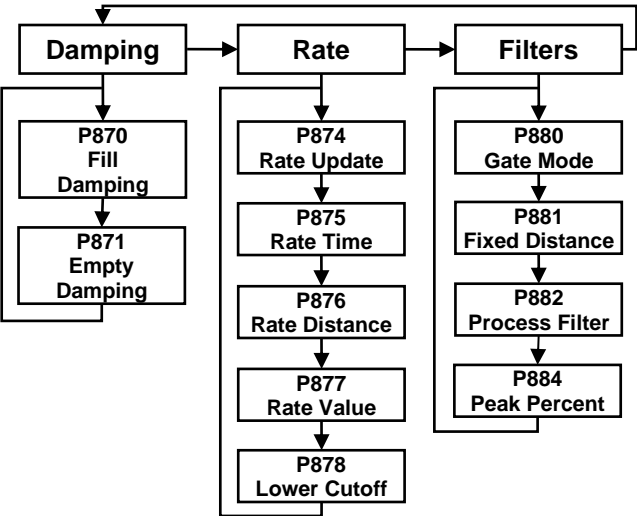 Damping
Rate
Filters
P870
Fill
Damping
P871
Empty
Damping
P874
Rate Update
P875
Rate Time
P876
Rate Distance
P877
Rate Value
P878
Lower Cutoff
P880
Gate Mode
P881
Fixed Distance
P882
Process Filter
P884
Peak Percent